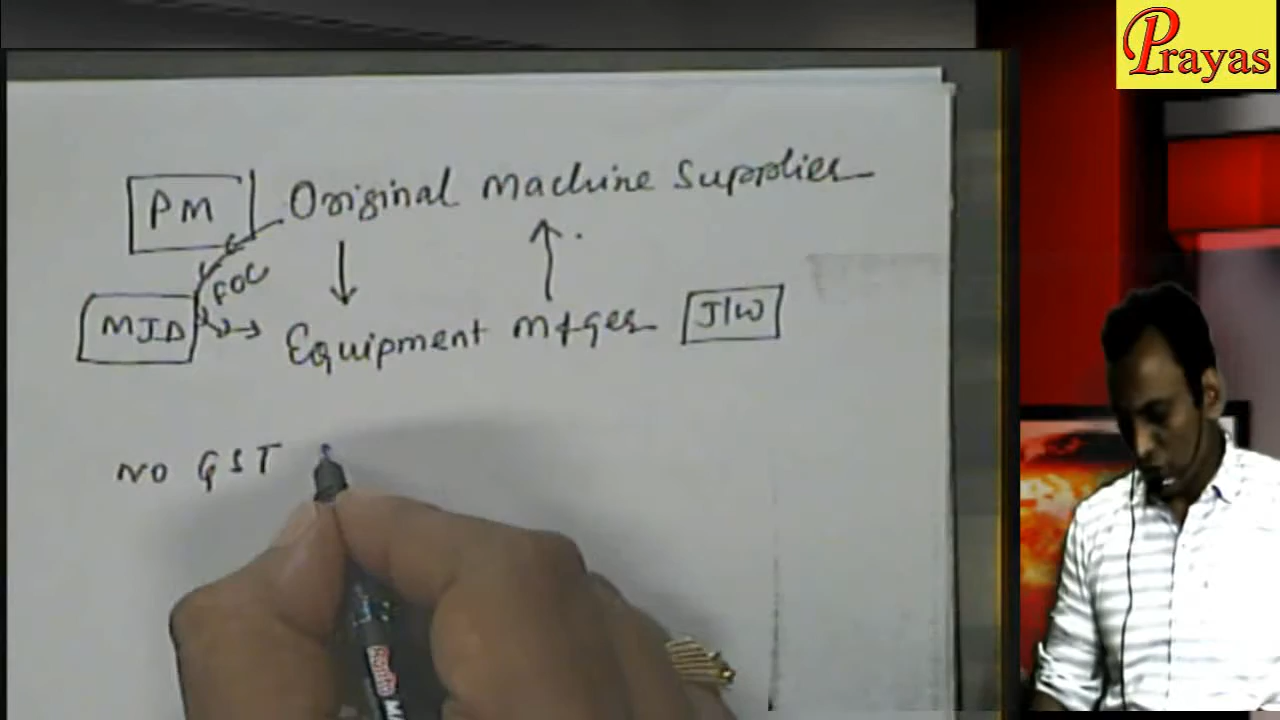 Prayas
PM Original Machine Supplier
FOC
MJD Equipment Mfger J/W
NO GST